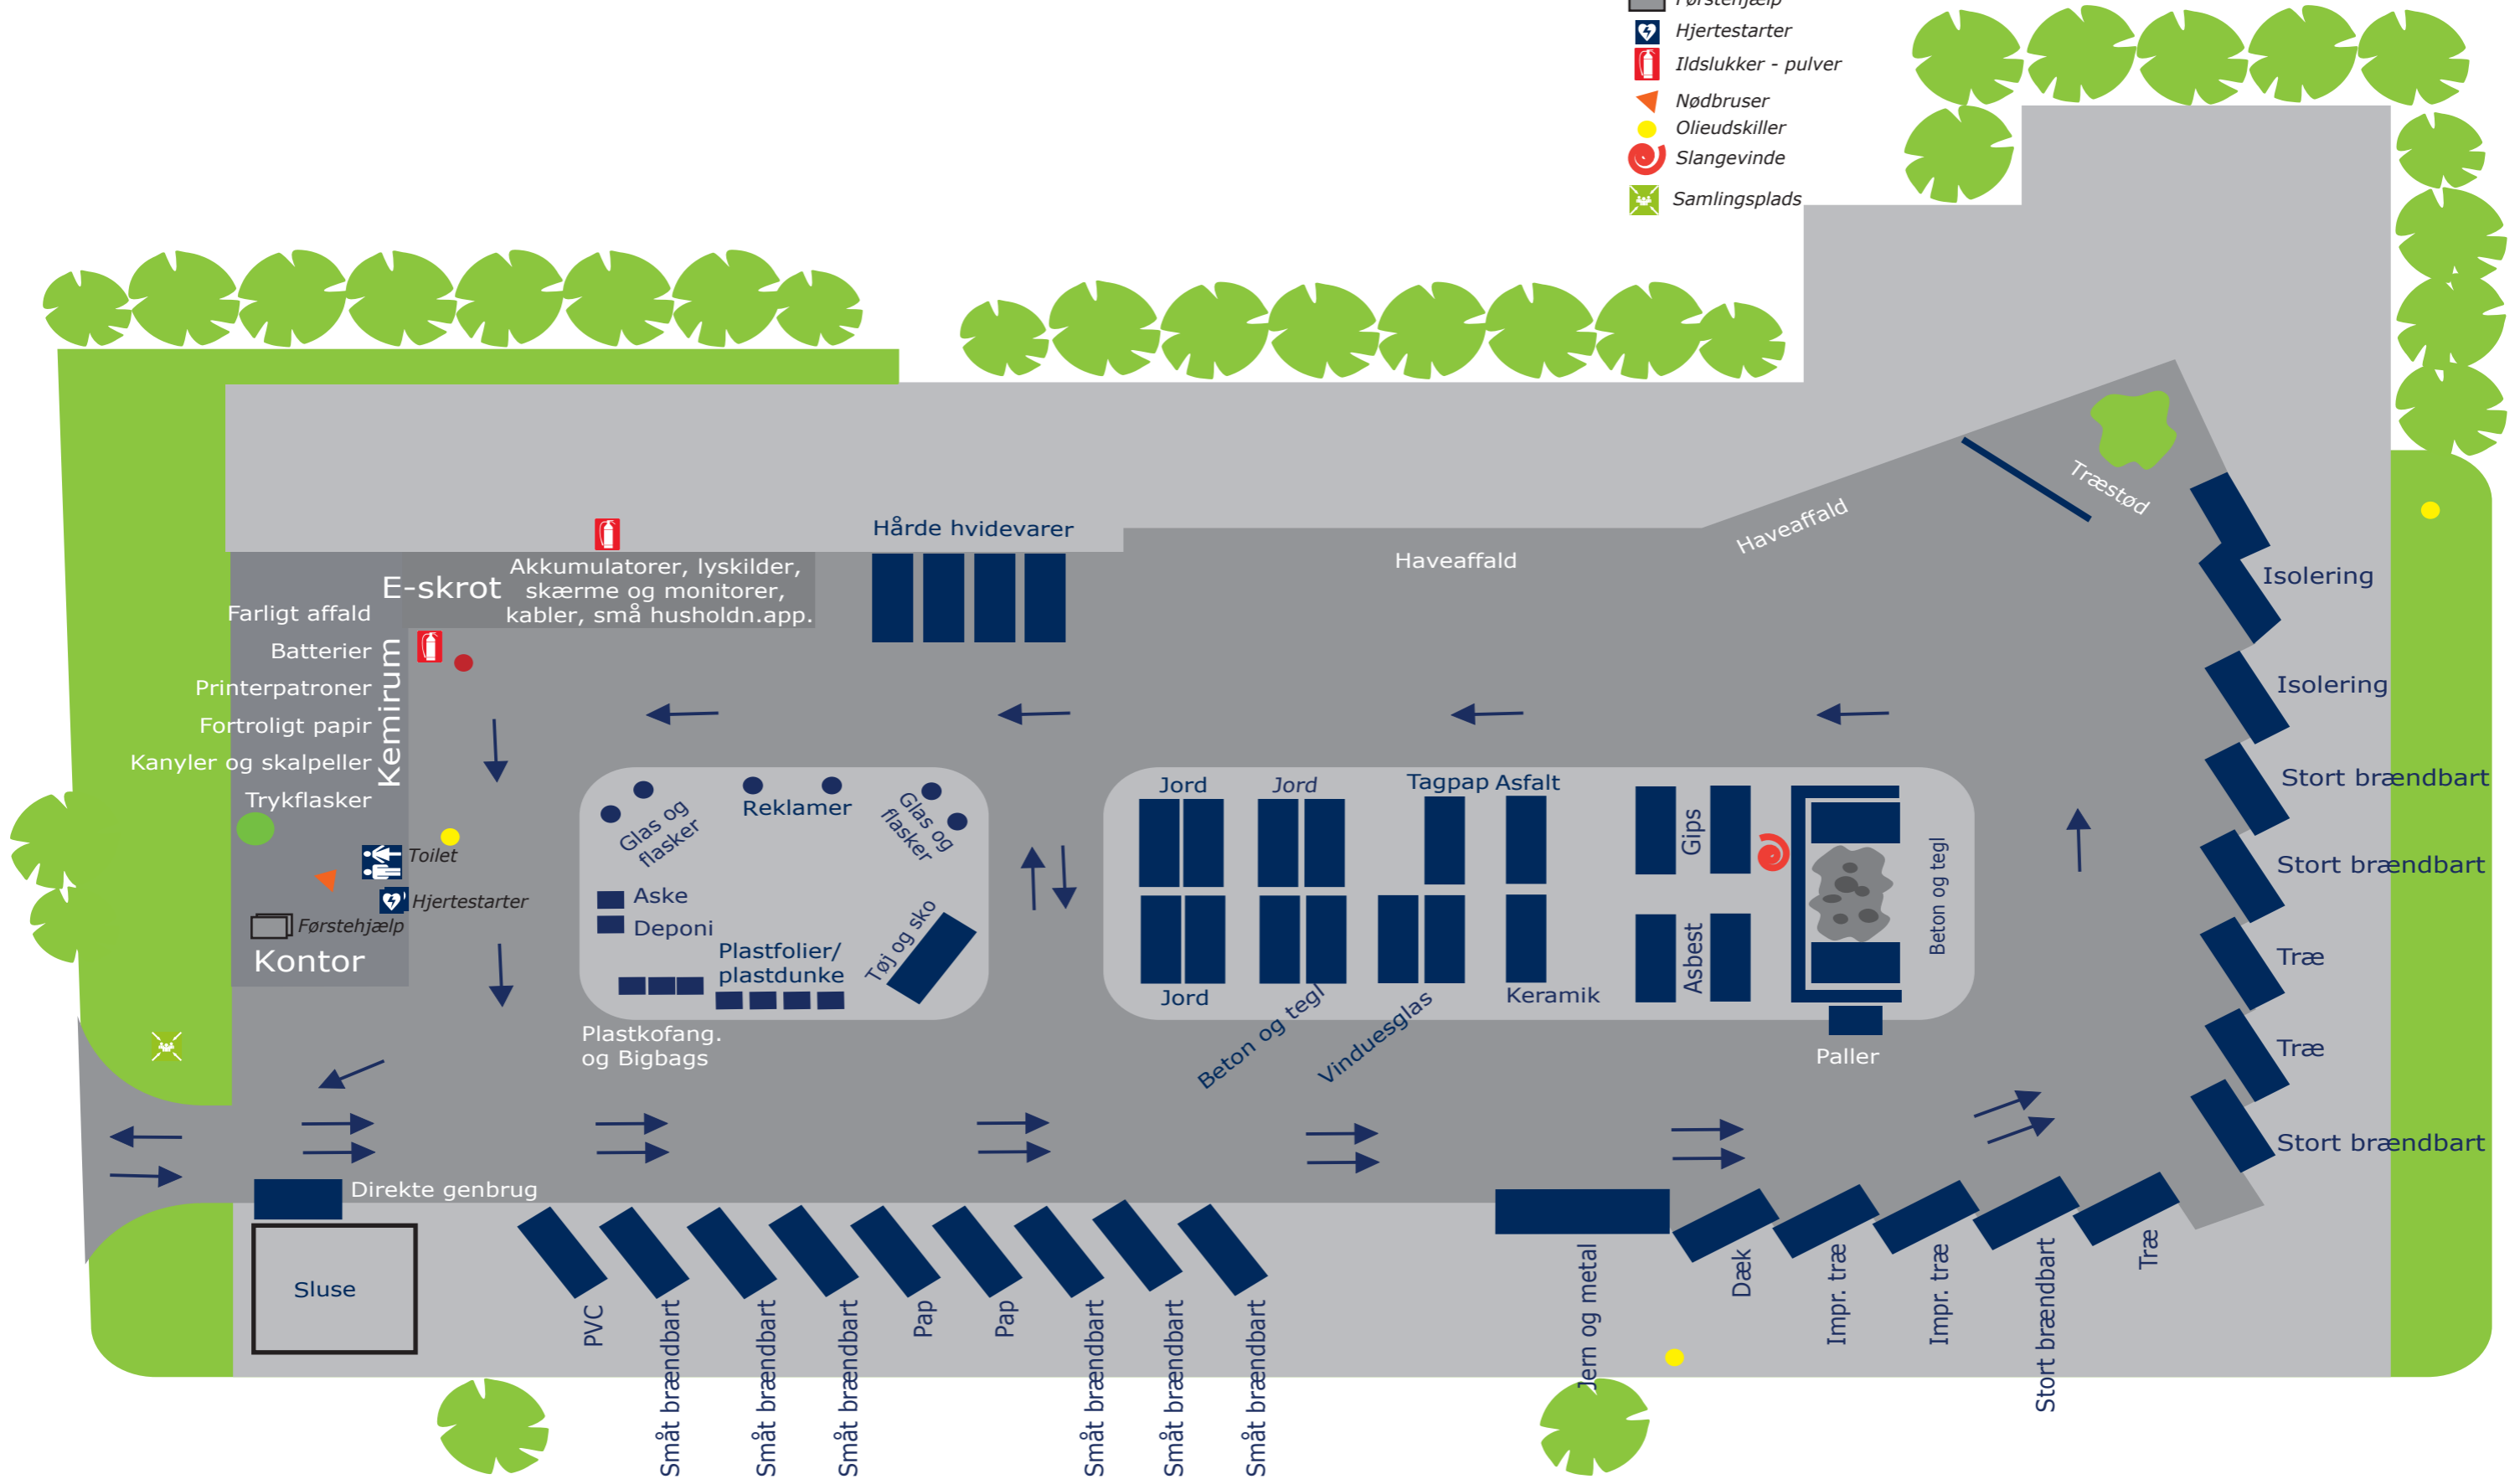 Førstehjælp
Hjertestarter
Ildslukker - pulver
Nødbruser
Olieudskiller
Slangevinde
Samlingsplads
Træstød
Haveaffald
Haveaffald
Hårde hvidevarer
E-skrot
Akkumulatorer, lyskilder,
skærme og monitorer,
kabler, små husholdn.app.
Farligt affald
Batterier
Printerpatroner
Fortroligt papir
Kanyler og skalpeller
Trykflasker
Kemirum
Toilet
Hjertestarter
Førstehjælp
Kontor
Glas og
flasker
Reklamer
Glas og
flasker
Aske
Deponi
Plastfolier/
plastdunke
Tøj og sko
Plastkofang.
og Bigbags
Jord
Jord
Tagpap
Asfalt
Gips
Jord
Beton og tegl
Vinduesglas
Keramik
Asbest
Beton og tegl
Paller
Isolering
Isolering
Stort brændbart
Stort brændbart
Træ
Træ
Stort brændbart
Direkte genbrug
Sluse
PVC
Småt brændbart
Småt brændbart
Småt brændbart
Pap
Pap
Småt brændbart
Småt brændbart
Småt brændbart
Jern og metal
Dæk
Impr. træ
Impr. træ
Stort brændbart
Træ